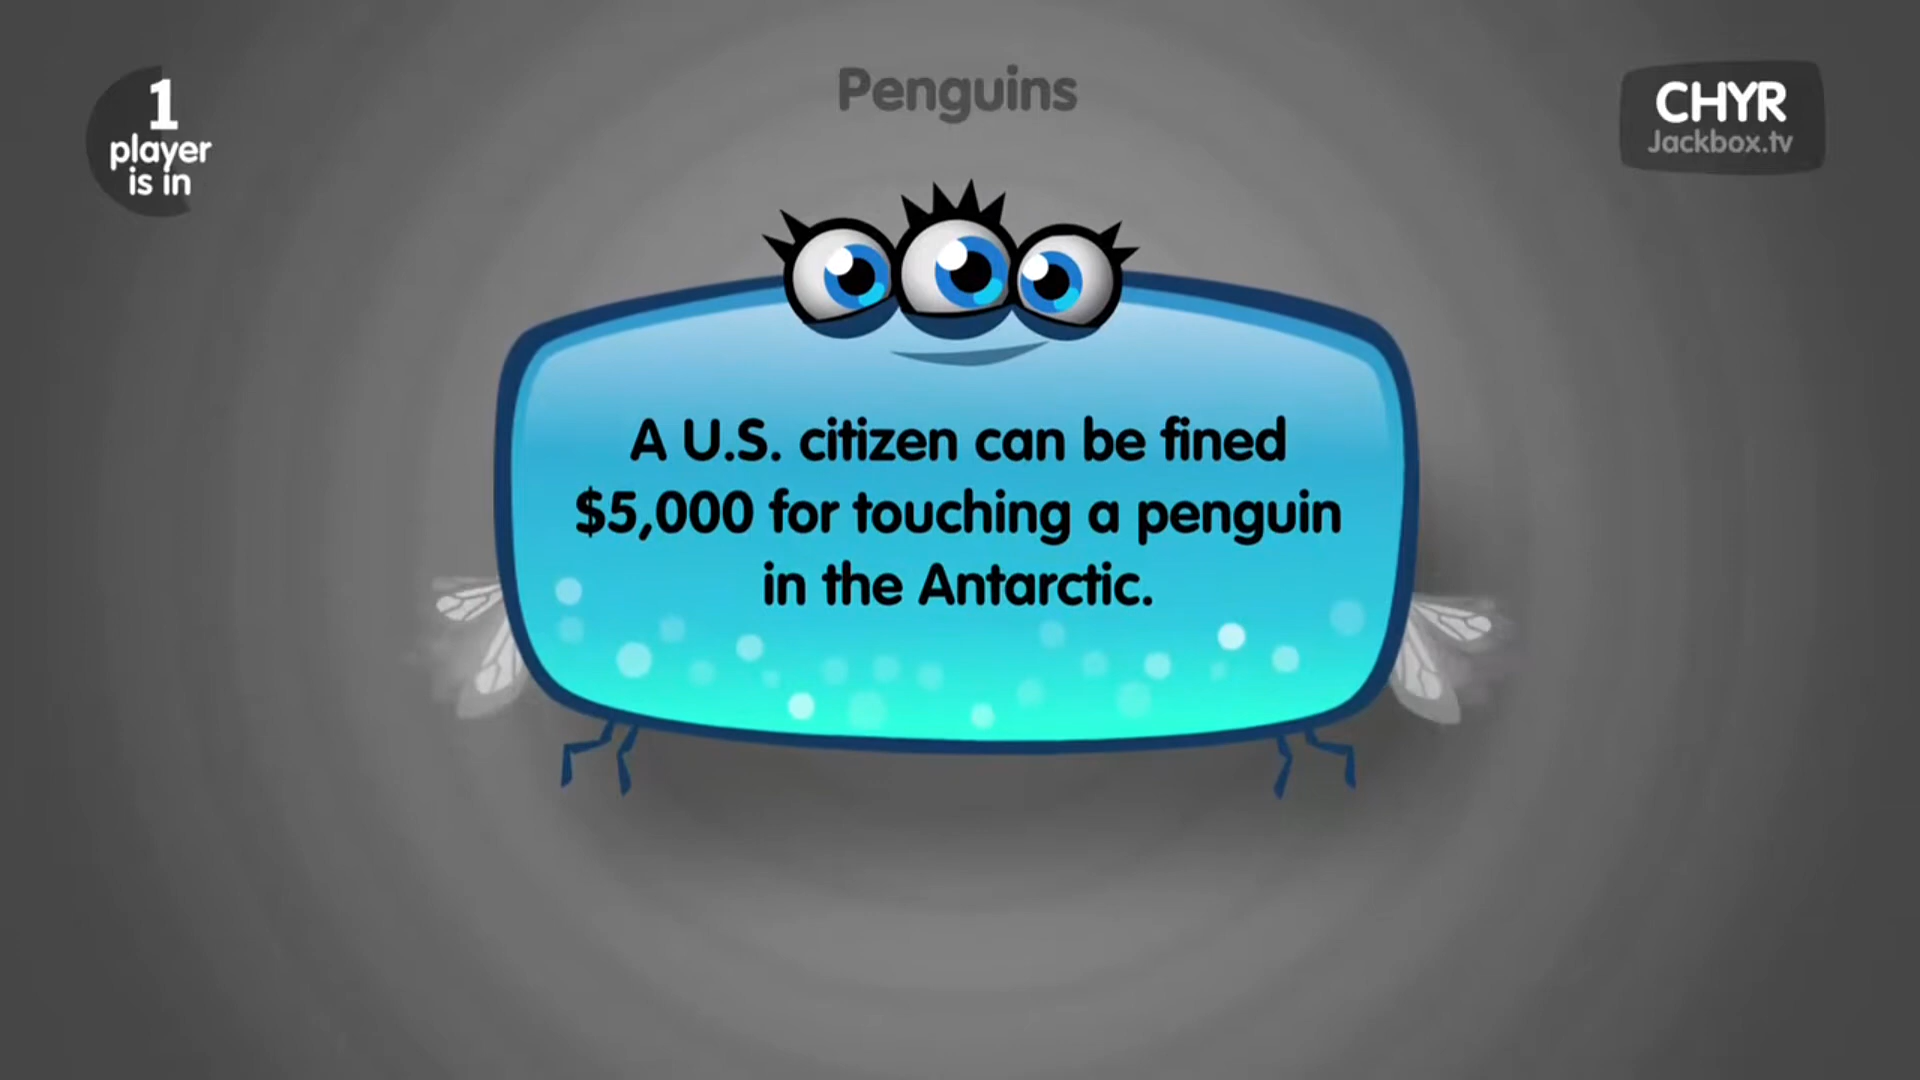 Penguins
1
player
is in
CHYR
Jackbox.tv
A U.S. citizen can be fined
$5,000 for touching a penguin
in the Antarctic.